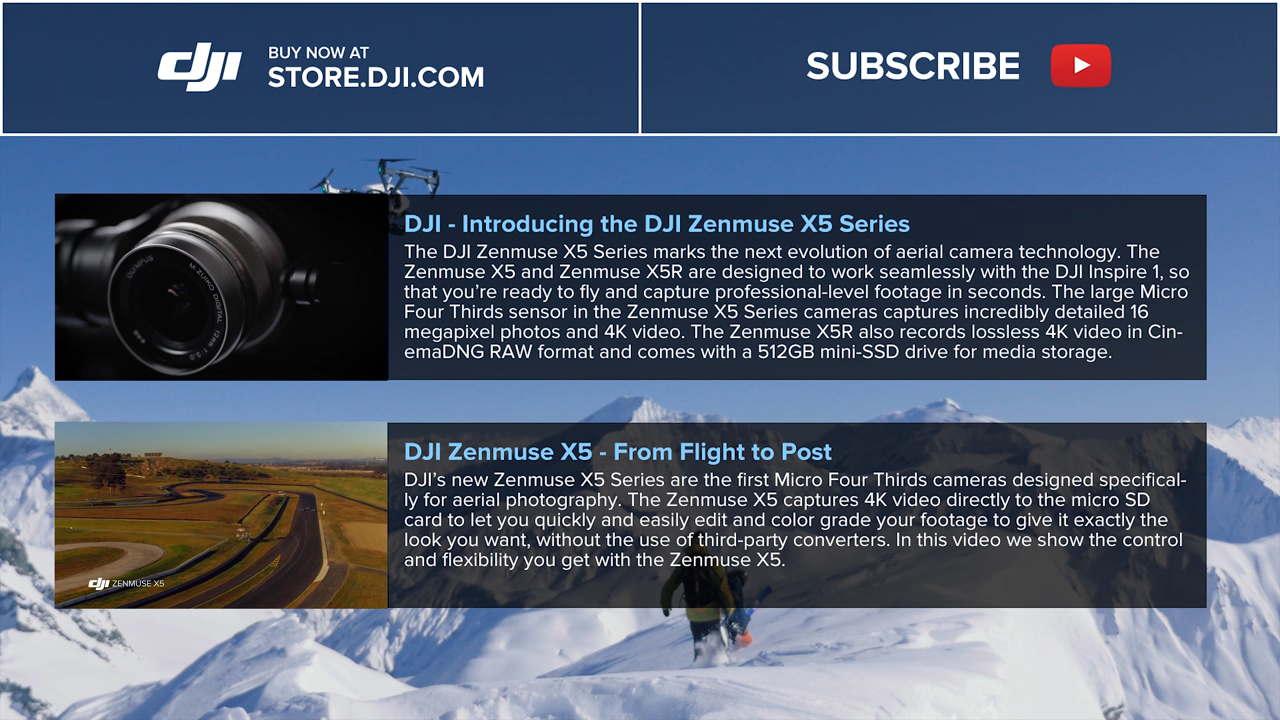 dji
BUY NOW AT
STORE.DJI.COM
SUBSCRIBE
OLYMPUS
M.ZUIKO DIGITAL 12mm 1:2.0
DJI - Introducing the DJI Zenmuse X5 Series
The DJI Zenmuse X5 Series marks the next evolution of aerial camera technology. The
Zenmuse X5 and Zenmuse X5R are designed to work seamlessly with the DJI Inspire 1, so
that you’re ready to fly and capture professional-level footage in seconds. The large Micro
Four Thirds sensor in the Zenmuse X5 Series cameras captures incredibly detailed 16
megapixel photos and 4K video. The Zenmuse X5R also records lossless 4K video in Cin-
emaDNG RAW format and comes with a 512GB mini-SSD drive for media storage.
DJI Zenmuse X5 - From Flight to Post
DJI’s new Zenmuse X5 Series are the first Micro Four Thirds cameras designed specifical-
ly for aerial photography. The Zenmuse X5 captures 4K video directly to the micro SD
card to let you quickly and easily edit and color grade your footage to give it exactly the
look you want, without the use of third-party converters. In this video we show the control
and flexibility you get with the Zenmuse X5.
dji ZENMUSE X5